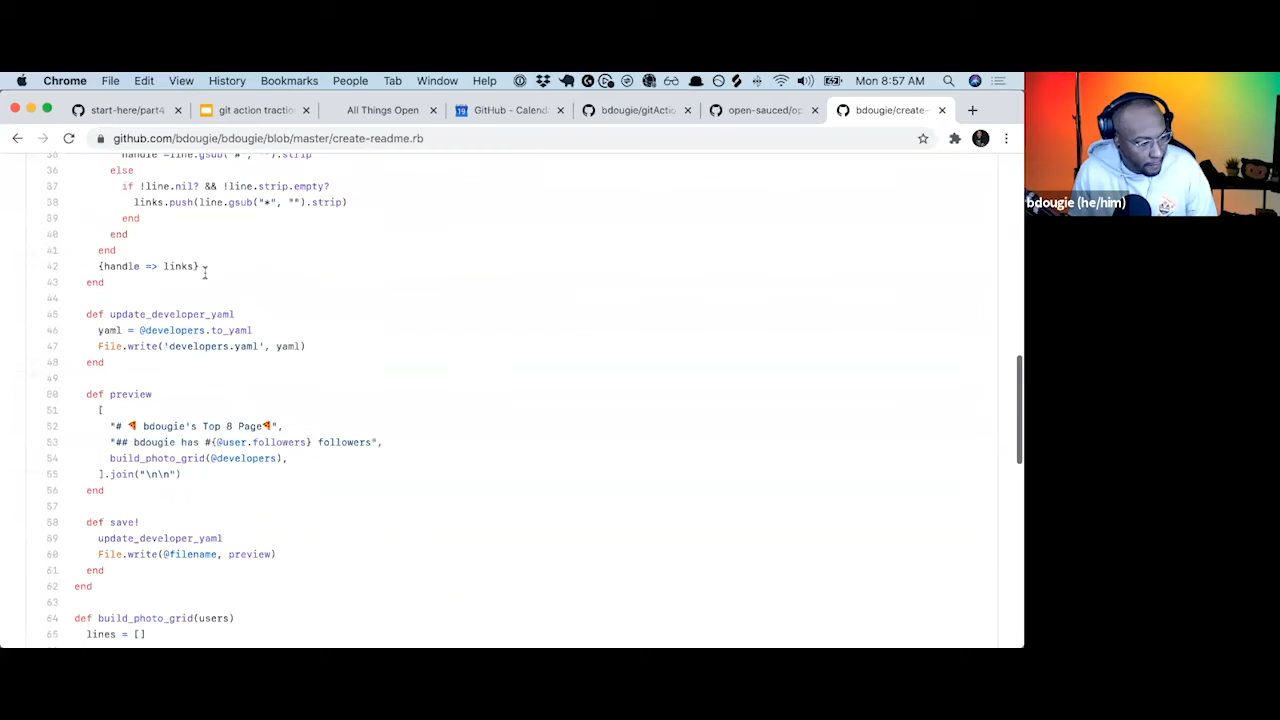 Chrome File Edit View History Bookmarks People Tab Window Help Mon 8:57 AM
start-here/part4 git action tractio All Things Open GitHub - Calend bdougie/gitActio open-sauced/op bdougie/create-
github.com/bdougie/bdougie/blob/master/create-readme.rb
bdougie (he/him)
handle =line.gsub("#", "").strip
36 else
37 if !line.nil? && !line.strip.empty?
38 links.push(line.gsub("*", "").strip)
39 end
40 end
41 end
42 {handle => links}
43 end
44
45 def update_developer_yaml
46 yaml = @developers.to_yaml
47 File.write('developers.yaml', yaml)
48 end
49
50 def preview
51 [
52 "# 🍕 bdougie's Top 8 Page🍕",
53 "## bdougie has #{@user.followers} followers",
54 build_photo_grid(@developers),
55 ].join("\n\n")
56 end
57
58 def save!
59 update_developer_yaml
60 File.write(@filename, preview)
61 end
62 end
63
64 def build_photo_grid(users)
65 lines = []